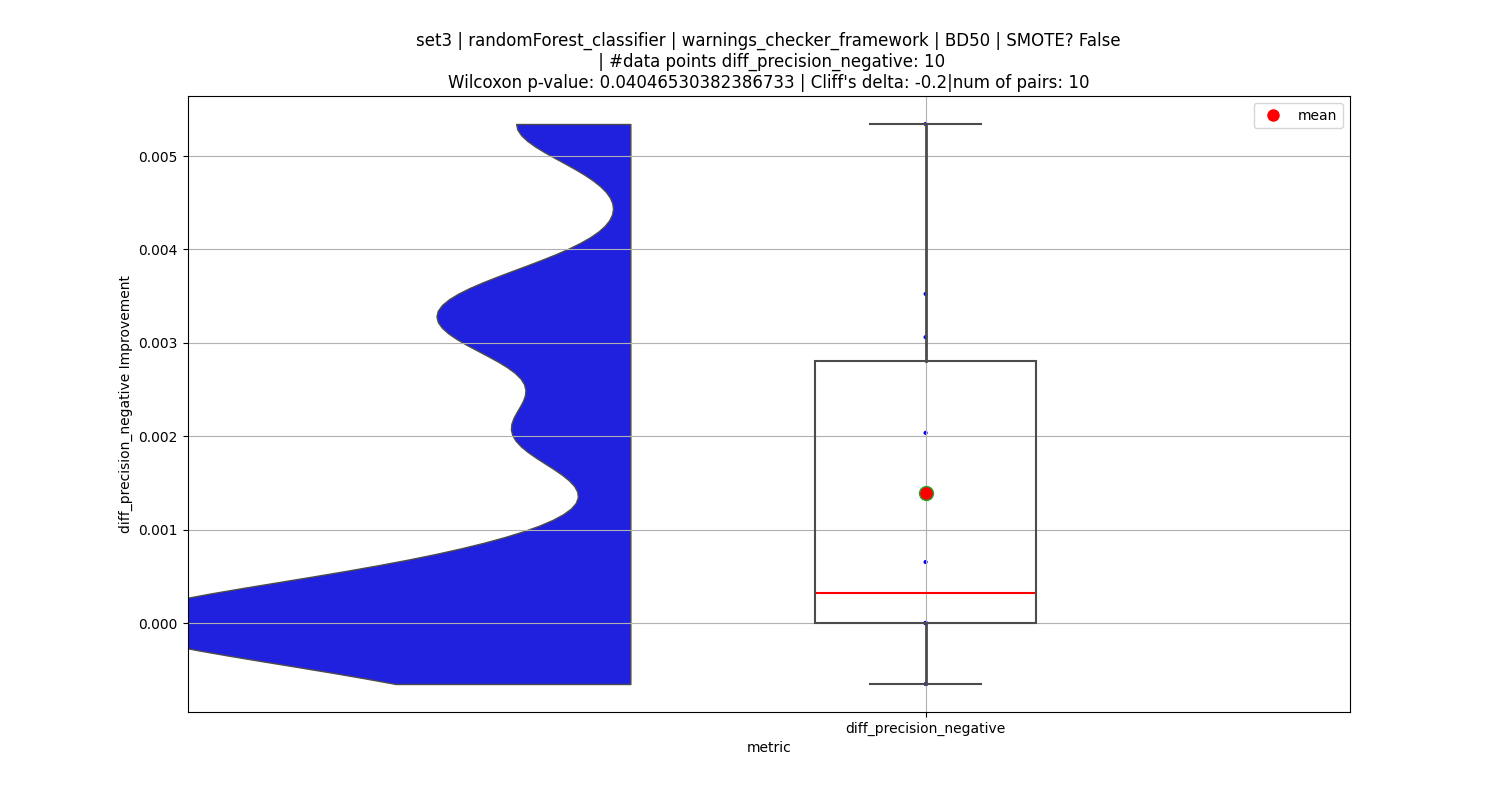 set3 | randomForest_classifier | warnings_checker_framework | BD50 | SMOTE? False
| #data points diff_precision_negative: 10
Wilcoxon p-value: 0.04046530382386733 | Cliff's delta: -0.2|num of pairs: 10
mean
0.005
0.004
0.003
0.002
0.001
0.000
diff_precision_negative Improvement
diff_precision_negative
metric